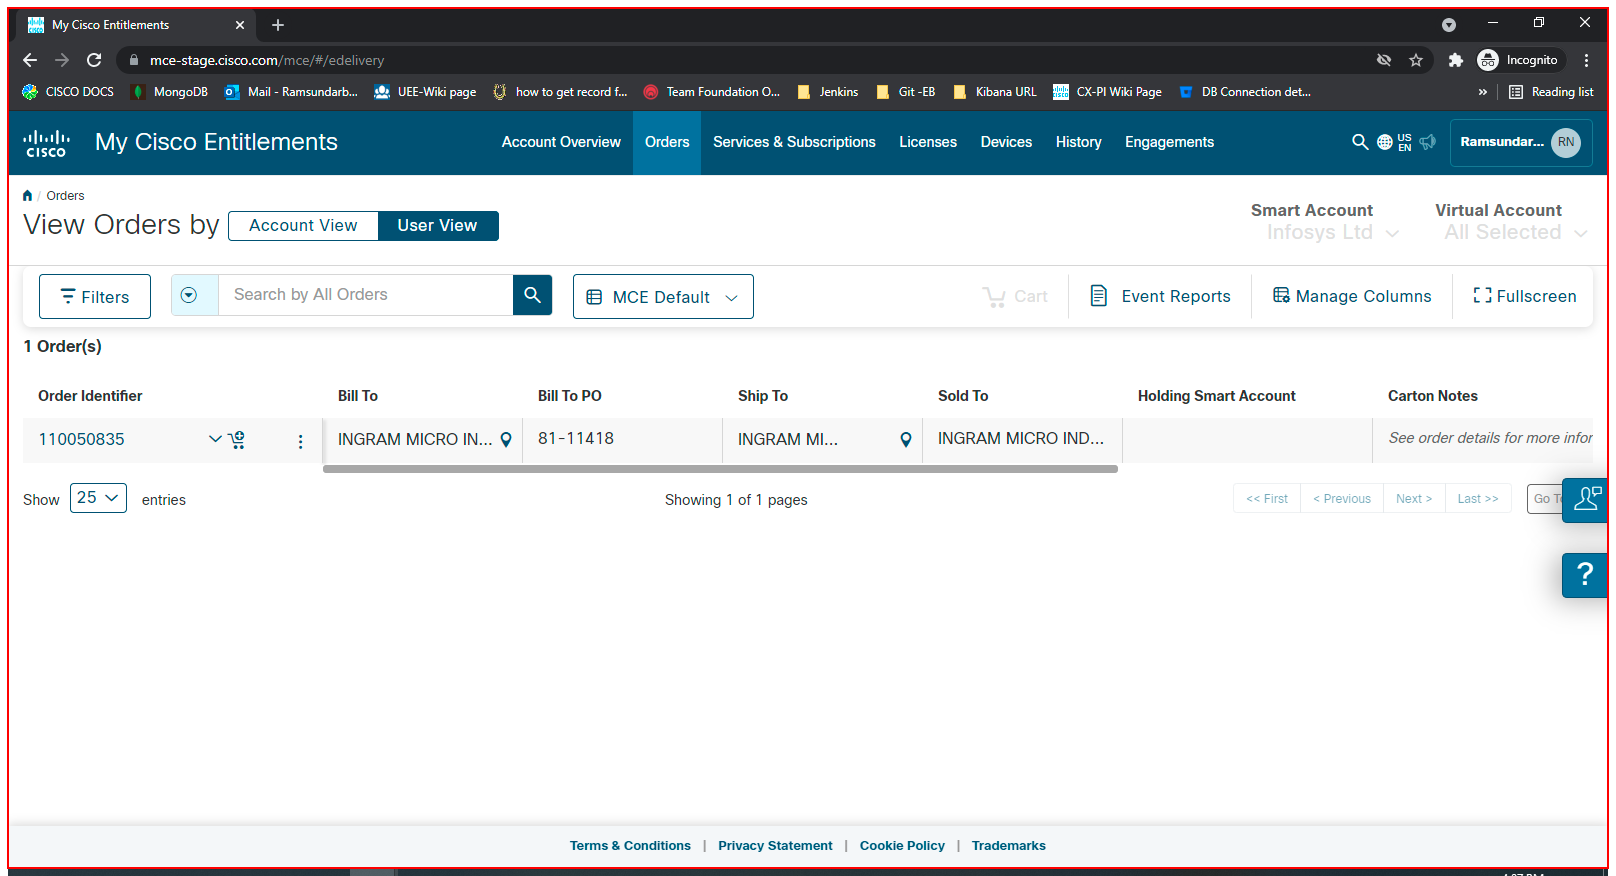 My Cisco Entitlements
mce-stage.cisco.com/mce/#/edelivery
Incognito
CISCO DOCS MongoDB Mail - Ramsundarb... UEE-Wiki page how to get record f... Team Foundation O... Jenkins Git -EB Kibana URL CX-PI Wiki Page DB Connection det... » Reading list
CISCO My Cisco Entitlements Account Overview Orders Services & Subscriptions Licenses Devices History Engagements US EN Ramsundar... RN
/ Orders
View Orders by Account View User View
Smart Account Virtual Account
Infosys Ltd All Selected
Filters Search by All Orders MCE Default Cart Event Reports Manage Columns Fullscreen
1 Order(s)
Order Identifier Bill To Bill To PO Ship To Sold To Holding Smart Account Carton Notes
110050835 INGRAM MICRO IN... 81-11418 INGRAM MI... INGRAM MICRO IND... See order details for more infor
Show 25 entries Showing 1 of 1 pages << First < Previous Next > Last >> Go
?
Terms & Conditions | Privacy Statement | Cookie Policy | Trademarks